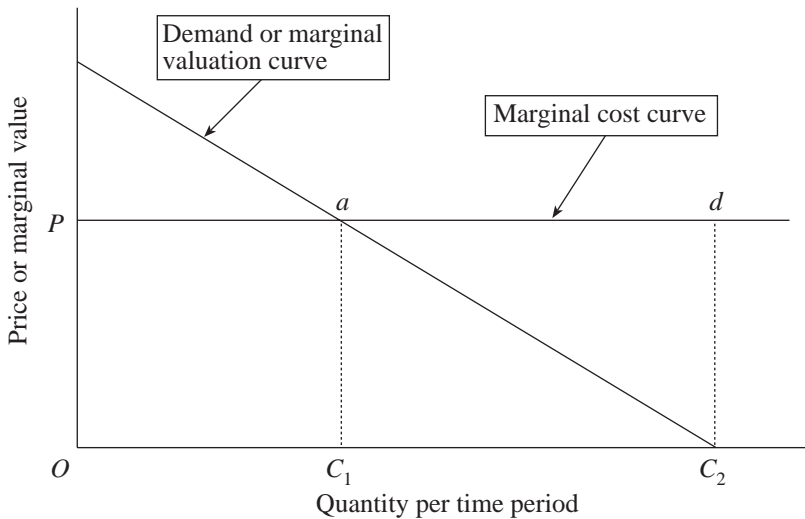 Demand or marginal
valuation curve
Marginal cost curve
Price or marginal value
P
a
d
O
C1
C2
Quantity per time period